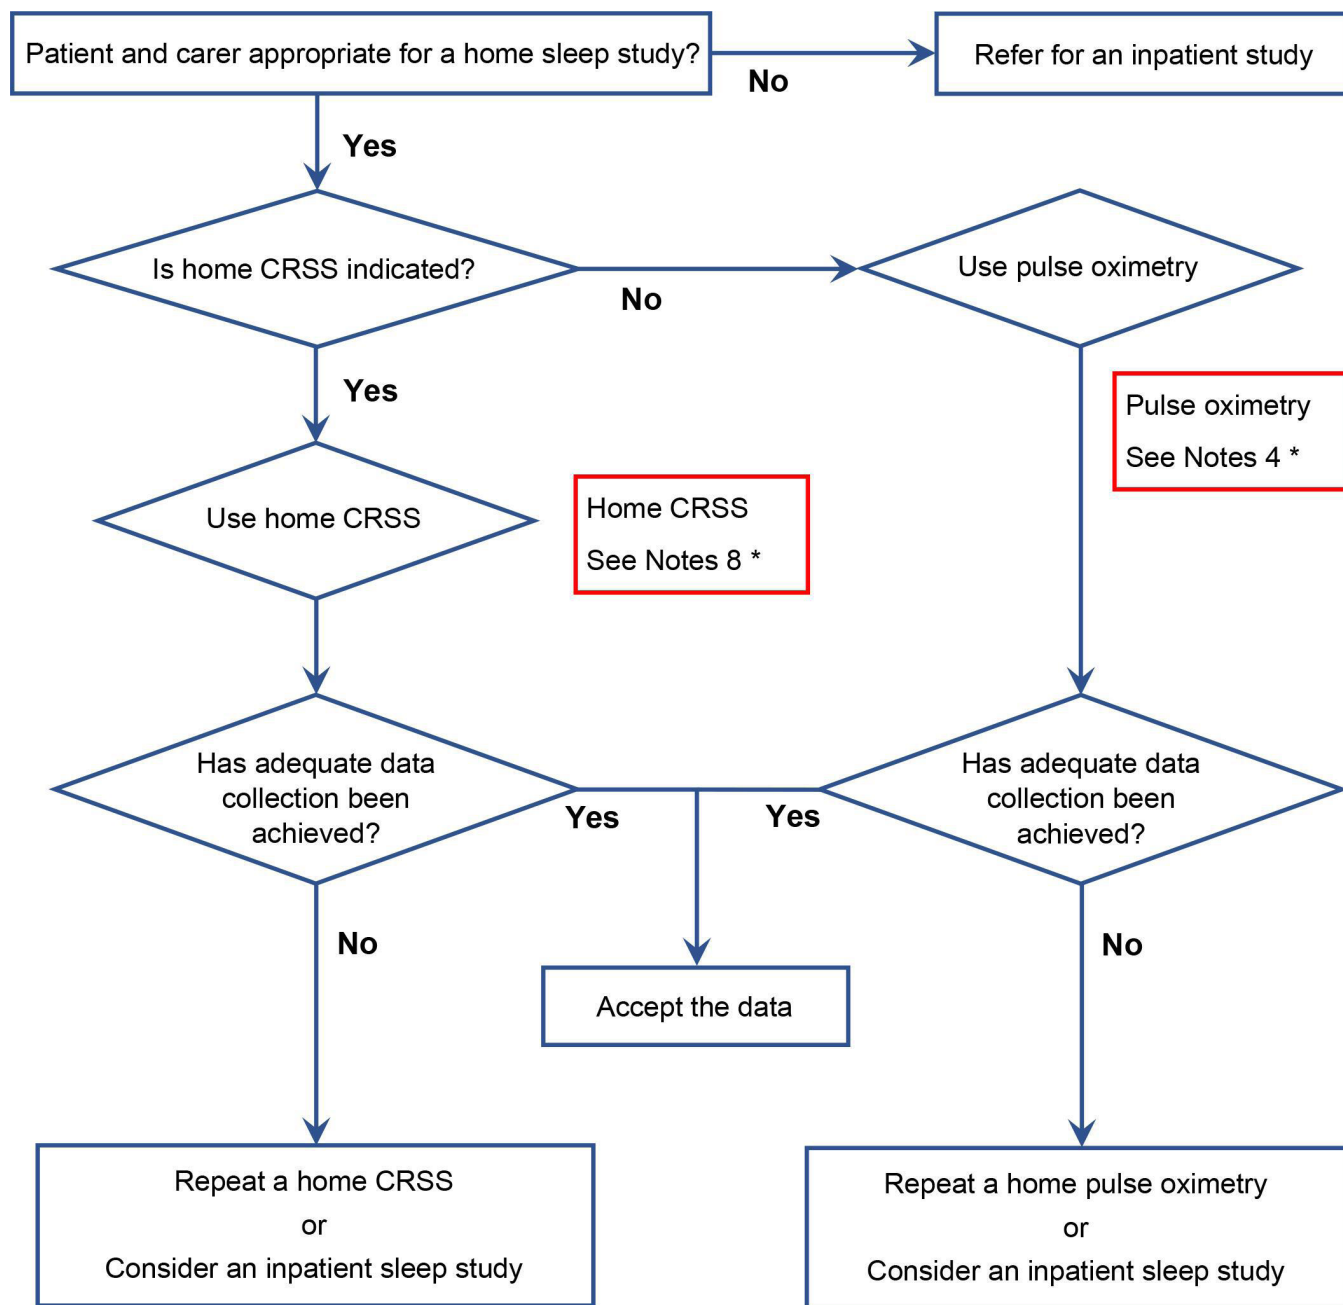 Patient and carer appropriate for a home sleep study?
No
Refer for an inpatient study
Yes
Is home CRSS indicated?
No
Use pulse oximetry
Yes
Pulse oximetry
See Notes 4 *
Use home CRSS
Home CRSS
See Notes 8 *
Has adequate data
collection been
achieved?
Yes
Yes
Has adequate data
collection been
achieved?
No
No
Accept the data
Repeat a home CRSS
or
Consider an inpatient sleep study
Repeat a home pulse oximetry
or
Consider an inpatient sleep study